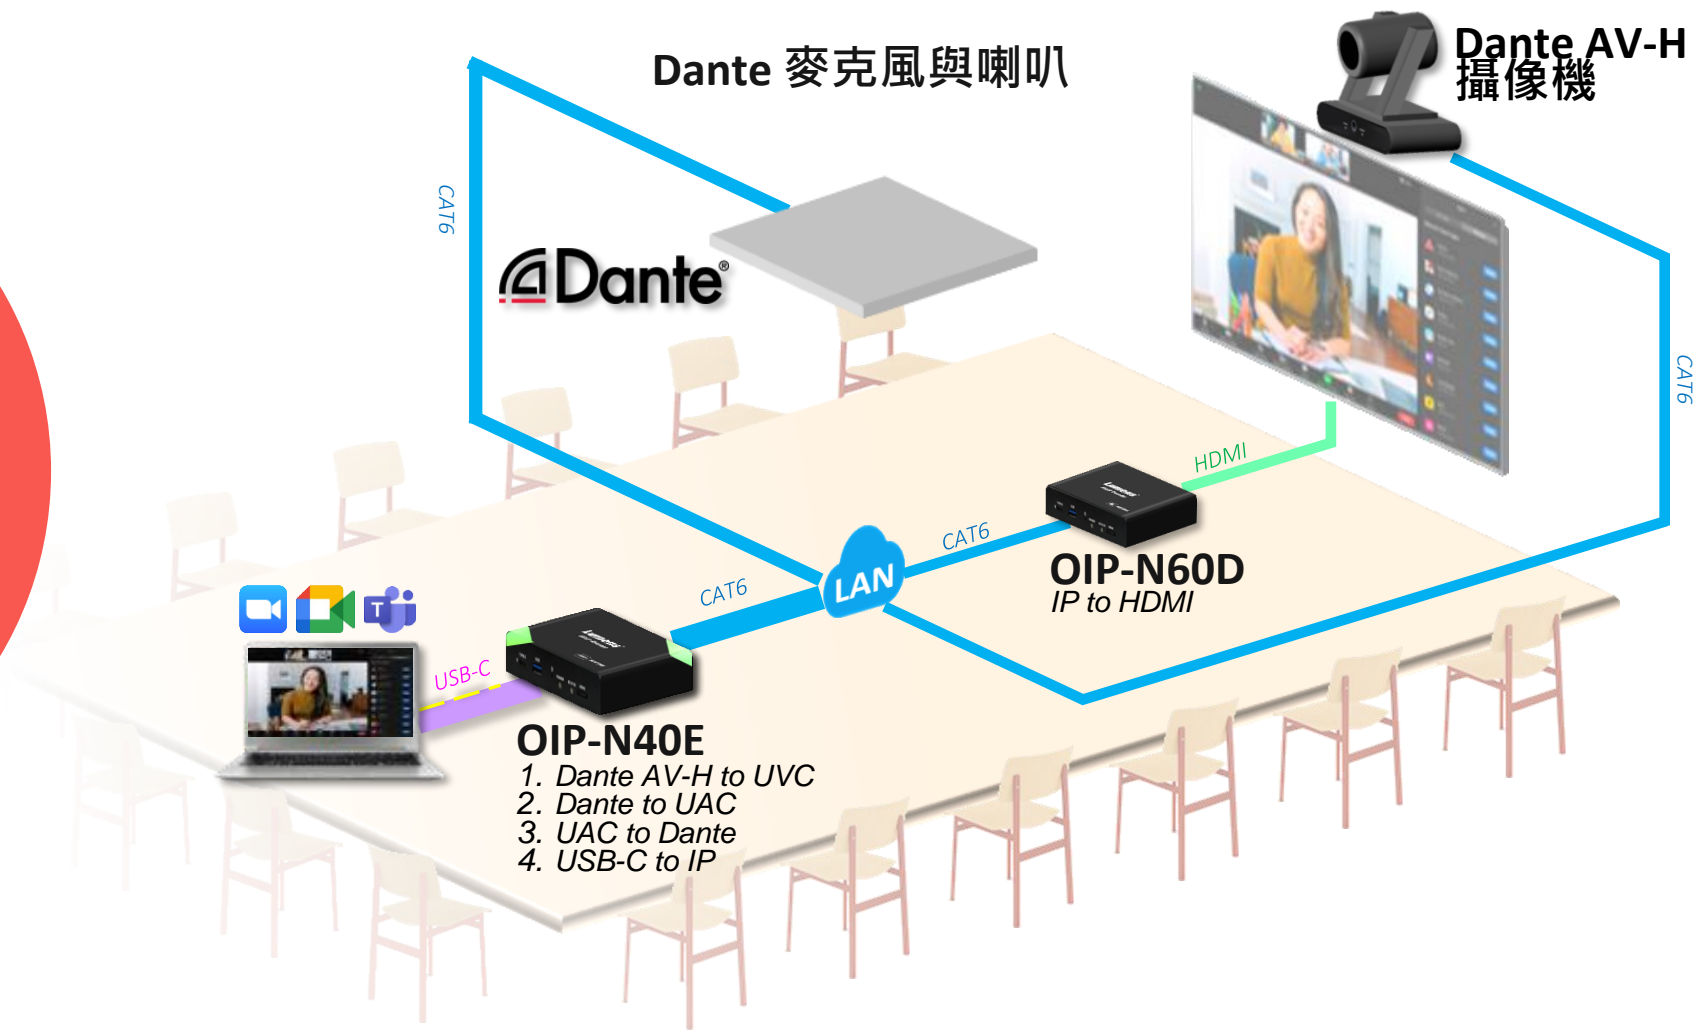 Dante 麥克風與喇叭
Dante AV-H
攝像機
CAT6
Dante®
CAT6
HDMI
Lumens
CAT6
LAN
OIP-N60D
IP to HDMI
CAT6
Lumens
USB-C
T
OIP-N40E
1. Dante AV-H to UVC
2. Dante to UAC
3. UAC to Dante
4. USB-C to IP